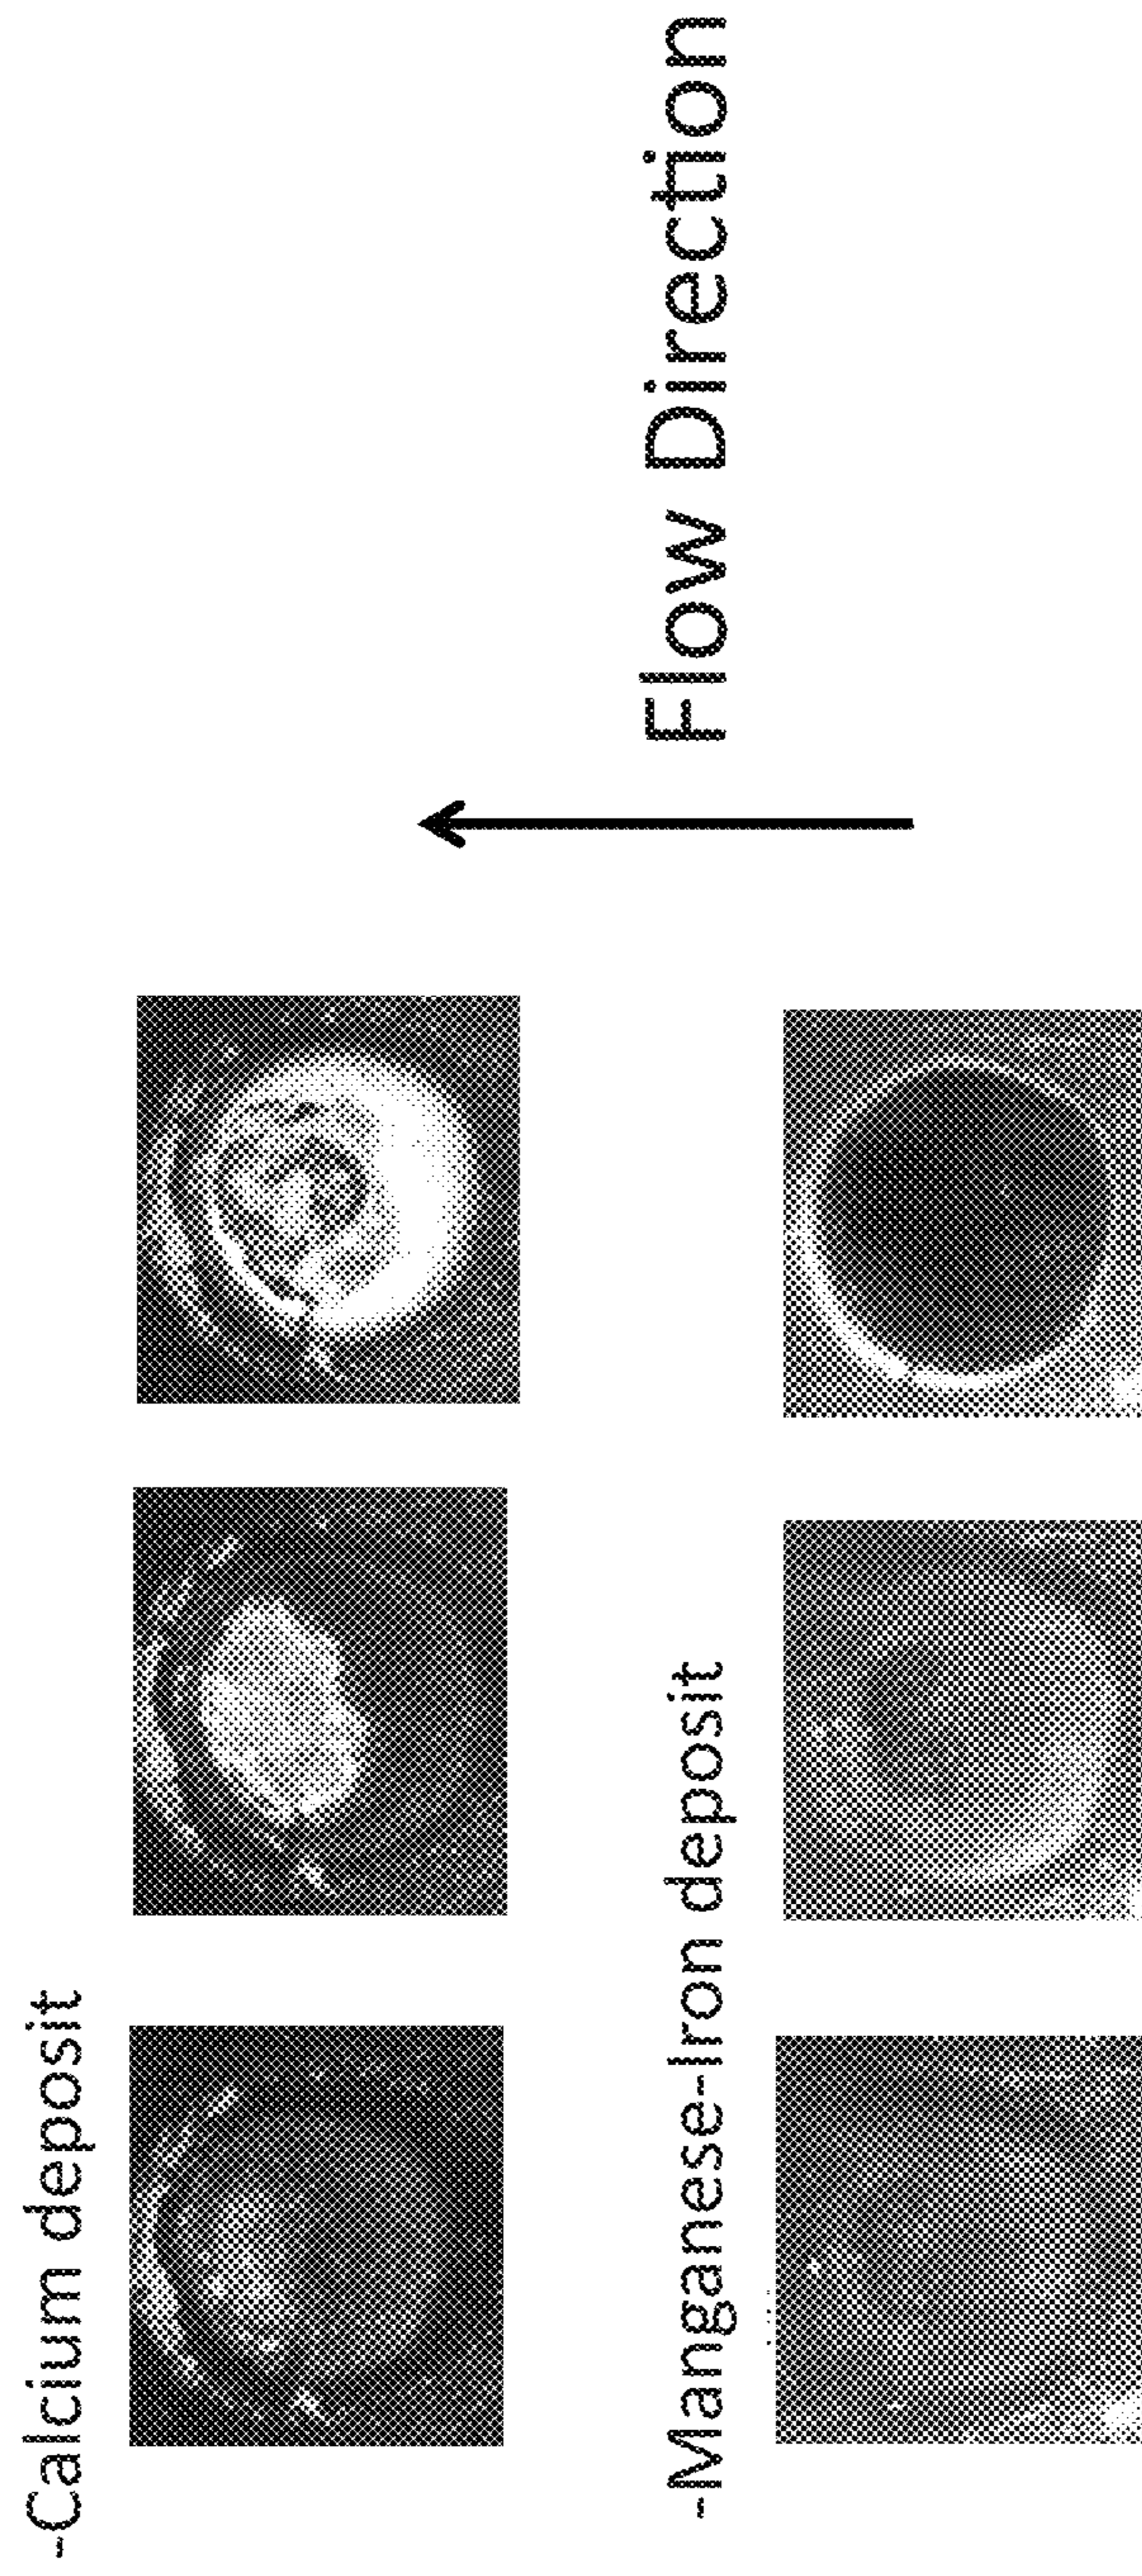 -Calcium deposit
-Manganese-Iron deposit
Flow Direction